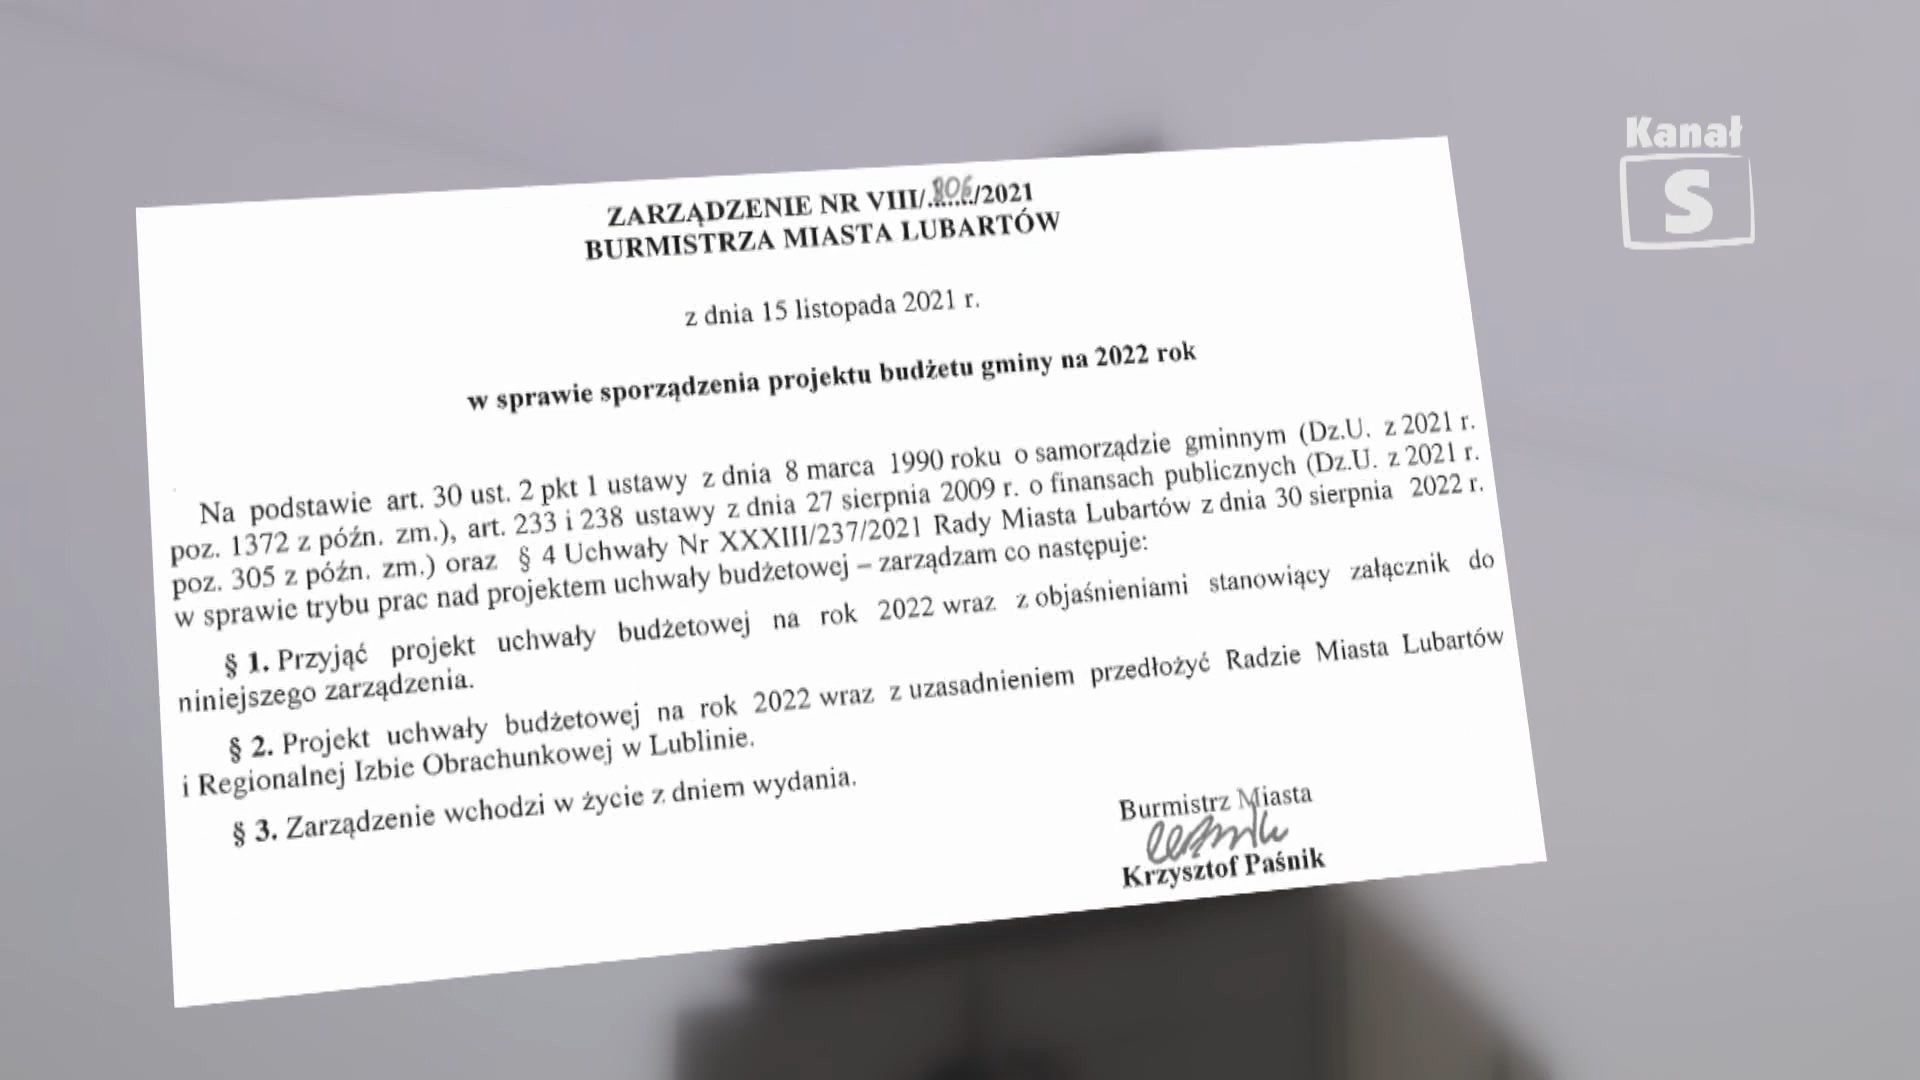 ZARZĄDZENIE NR VIII/.806../2021
BURMISTRZA MIASTA LUBARTÓW
z dnia 15 listopada 2021 r.
w sprawie sporządzenia projektu budżetu gminy na 2022 rok
Na podstawie art. 30 ust. 2 pkt 1 ustawy z dnia 8 marca 1990 roku o samorządzie gminnym (Dz.U. z 2021 r.
poz. 1372 z późn. zm.), art. 233 i 238 ustawy z dnia 27 sierpnia 2009 r. o finansach publicznych (Dz.U. z 2021 r.
poz. 305 z późn. zm.) oraz § 4 Uchwały Nr XXXIII/237/2021 Rady Miasta Lubartów z dnia 30 sierpnia 2022 r.
w sprawie trybu prac nad projektem uchwały budżetowej – zarządzam co następuje:
§ 1. Przyjąć projekt uchwały budżetowej na rok 2022 wraz z objaśnieniami stanowiący załącznik do
niniejszego zarządzenia.
§ 2. Projekt uchwały budżetowej na rok 2022 wraz z uzasadnieniem przedłożyć Radzie Miasta Lubartów
i Regionalnej Izbie Obrachunkowej w Lublinie.
§ 3. Zarządzenie wchodzi w życie z dniem wydania.
Burmistrz Miasta
Krzysztof Paśnik
Kanał
S